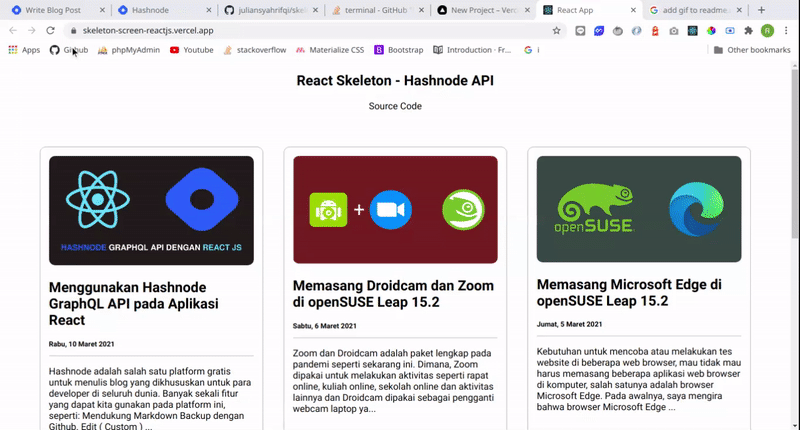 Write Blog Post
Hashnode
juliansyahrifqi/skel
terminal - GitHub
New Project – Verc
React App
add gif to readme
skeleton-screen-reactjs.vercel.app
R
Apps
Github
phpMyAdmin
Youtube
stackoverflow
Materialize CSS
Bootstrap
Introduction · Fr...
i
Other bookmarks
React Skeleton - Hashnode API
Source Code
HASHNODE GRAPHQL API DENGAN REACT JS
Menggunakan Hashnode
GraphQL API pada Aplikasi
React
Rabu, 10 Maret 2021
Hashnode adalah salah satu platform gratis
untuk menulis blog yang dikhususkan untuk para
developer di seluruh dunia. Banyak sekali fitur
yang dapat kita gunakan pada platform ini,
seperti: Mendukung Markdown Backup dengan
Github, Edit ( Custom ) ...
+
Memasang Droidcam dan Zoom
di openSUSE Leap 15.2
Sabtu, 6 Maret 2021
Zoom dan Droidcam adalah paket lengkap pada
pandemi seperti sekarang ini. Dimana, Zoom
dipakai untuk melakukan aktivitas seperti rapat
online, kuliah online, sekolah online dan aktivitas
lainnya dan Droidcam dipakai sebagai pengganti
webcam laptop ya...
openSUSE
Memasang Microsoft Edge di
openSUSE Leap 15.2
Jumat, 5 Maret 2021
Kebutuhan untuk mencoba atau melakukan tes
website di beberapa web browser, mau tidak mau
harus memasang beberapa aplikasi web browser
di komputer, salah satunya adalah browser
Microsoft Edge. Pada awalnya, saya mengira
bahwa browser Microsoft Edge ...